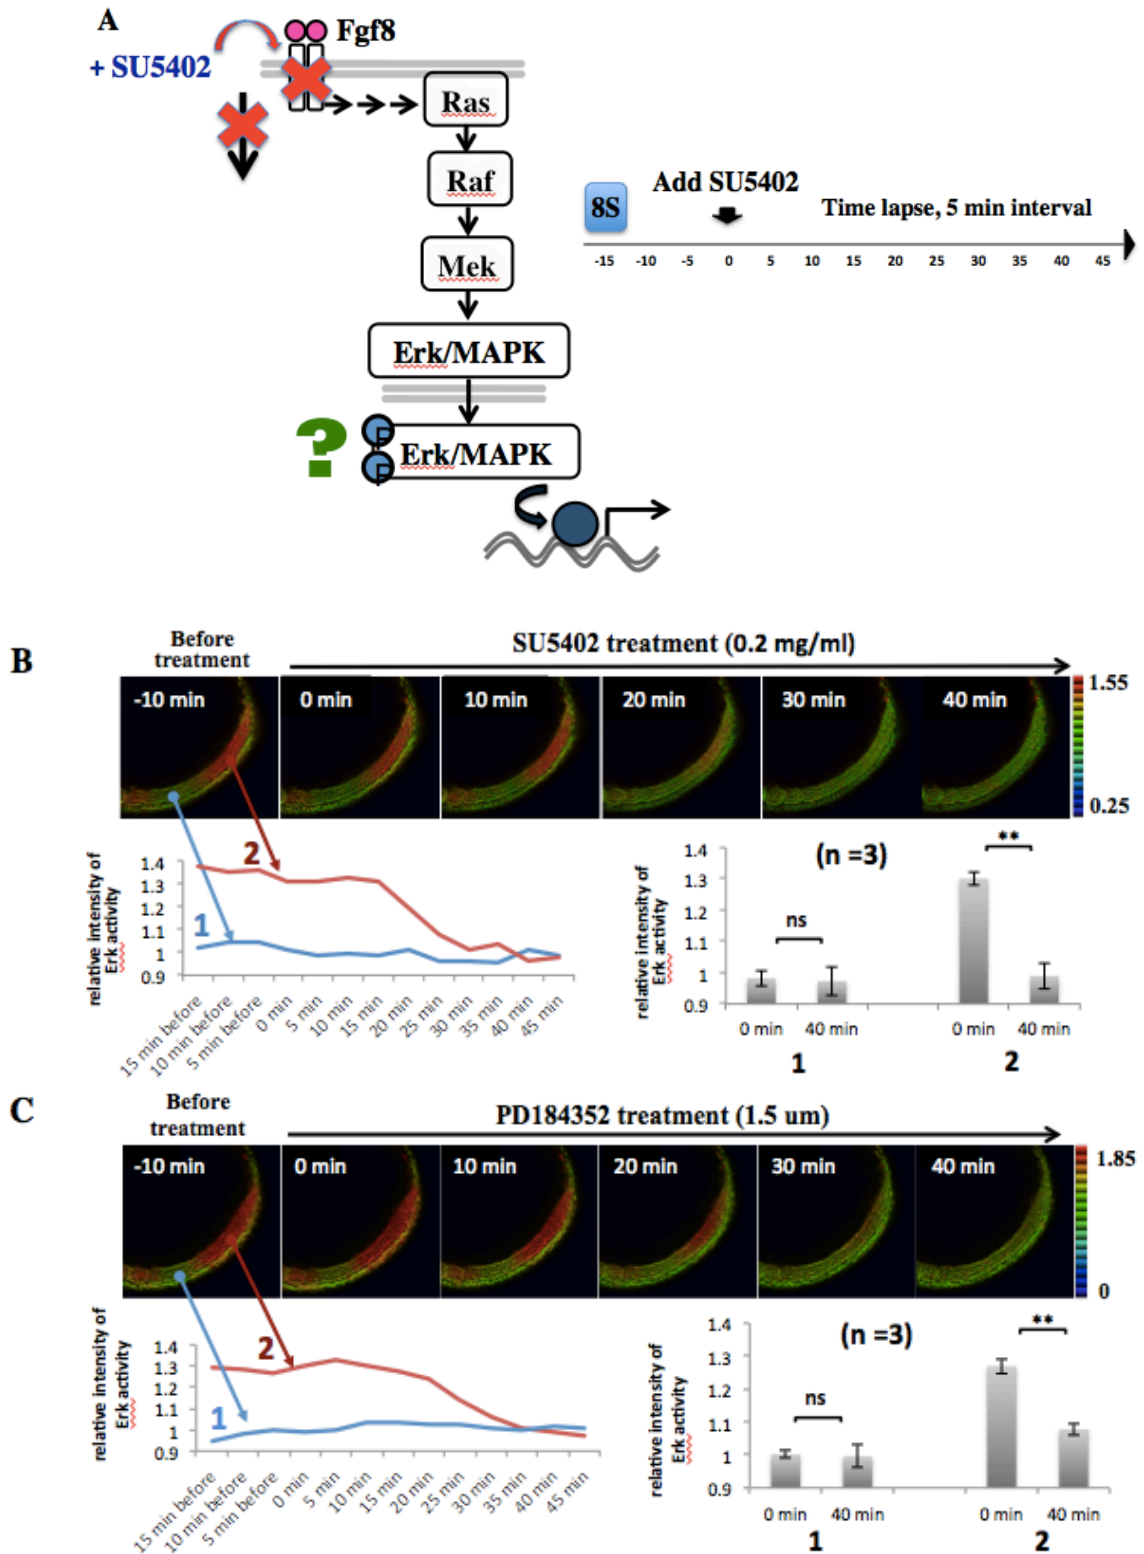 A
Fgf8
+ SU5402
Ras
Raf
Mek
Erk/MAPK
?
P
P
Erk/MAPK
8S
Add SU5402
Time lapse, 5 min interval
-15 -10 -5 0 5 10 15 20 25 30 35 40 45
B
Before
treatment
SU5402 treatment (0.2 mg/ml)
-10 min
0 min
10 min
20 min
30 min
40 min
1.55
0.25
relative intensity of
Erk activity
1.4
1.3
1.2
1.1
1
0.9
2
1
15 min before
10 min before
5 min before
0 min
5 min
10 min
15 min
20 min
25 min
30 min
35 min
40 min
45 min
relative intensity of
Erk activity
1.4
1.3
1.2
1.1
1
0.9
(n =3)
ns
**
0 min 40 min 0 min 40 min
1 2
C
Before
treatment
PD184352 treatment (1.5 um)
-10 min
0 min
10 min
20 min
30 min
40 min
1.85
0
relative intensity of
Erk activity
1.4
1.3
1.2
1.1
1
0.9
2
1
15 min before
10 min before
5 min before
0 min
5 min
10 min
15 min
20 min
25 min
30 min
35 min
40 min
45 min
relative intensity of
Erk activity
1.4
1.3
1.2
1.1
1
0.9
(n =3)
ns
**
0 min 40 min 0 min 40 min
1 2